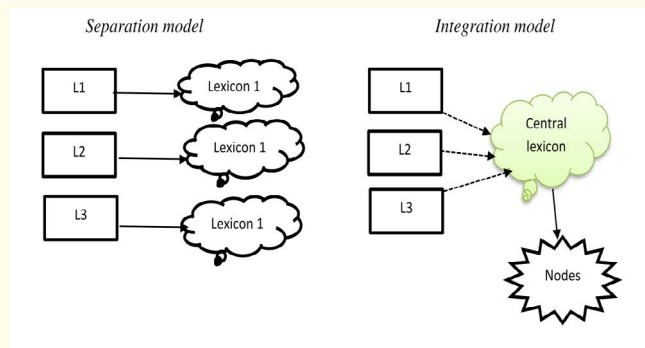 Separation model
Integration model
L1
Lexicon 1
L2
Lexicon 1
L3
Lexicon 1
L1
L2
L3
Central
lexicon
Nodes